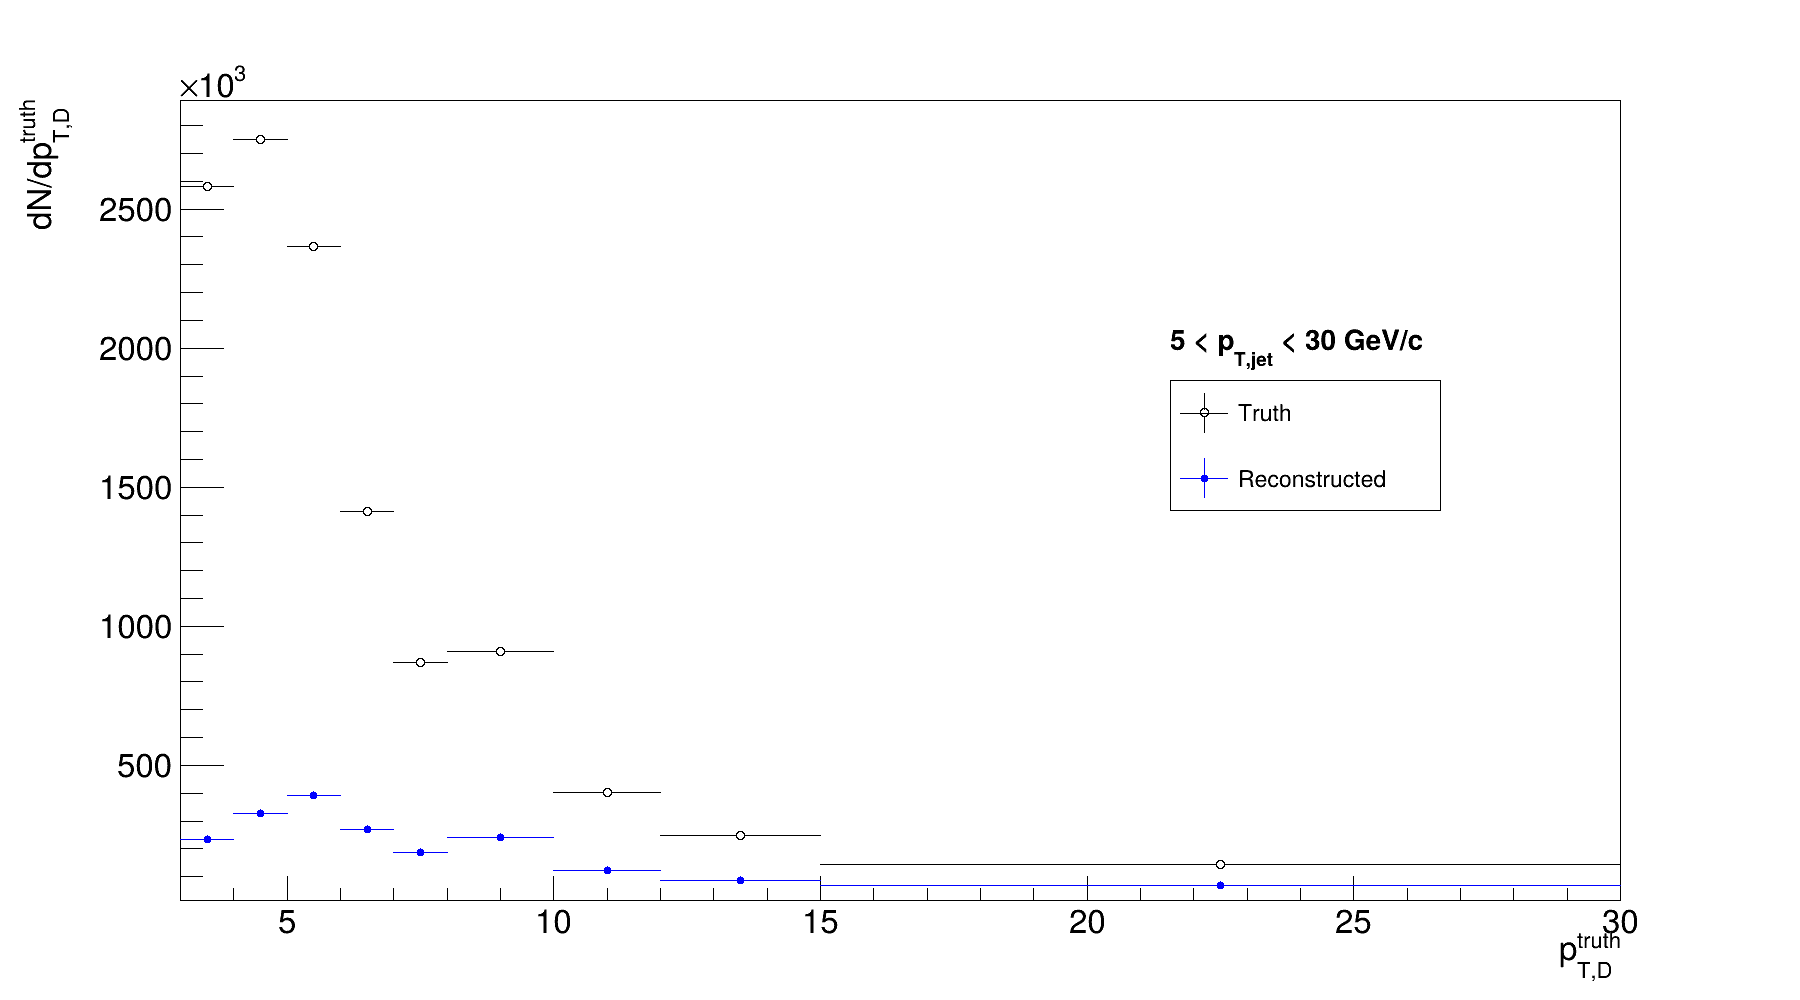 ×10³
dN/dp^truth_T,D
2500
2000
1500
1000
500
5 < p_T,jet < 30 GeV/c
Truth
Reconstructed
5 10 15 20 25 30
p^truth_T,D